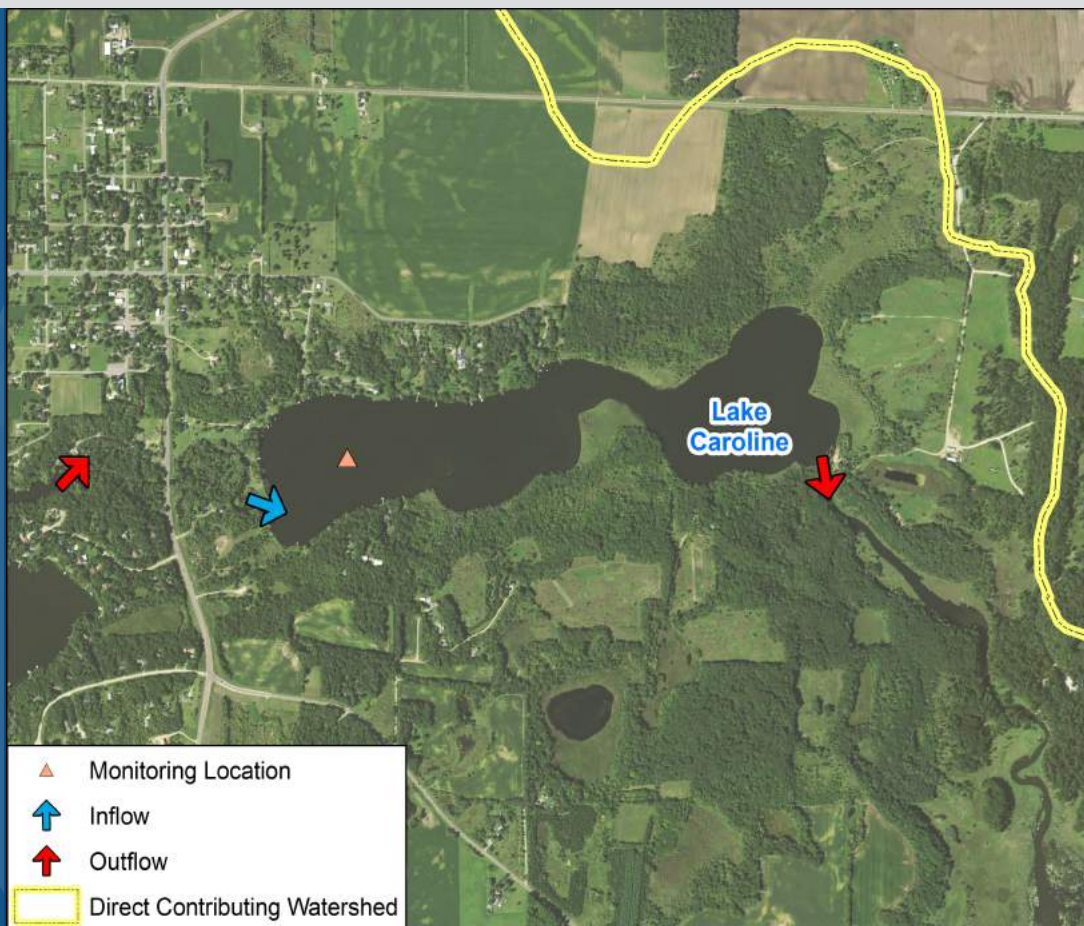 Lake
Caroline
Monitoring Location
Inflow
Outflow
Direct Contributing Watershed